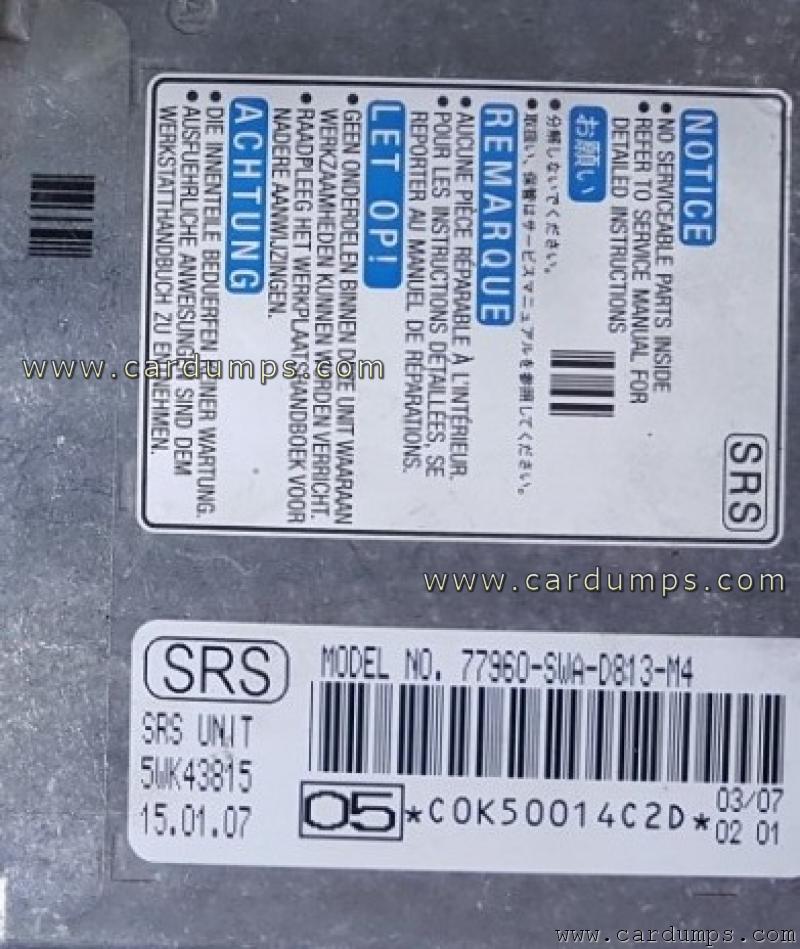 SRS
NOTICE
• NO SERVICEABLE PARTS INSIDE
• REFER TO SERVICE MANUAL FOR
DETAILED INSTRUCTIONS
お願い
• 分解しないでください。
• 取扱い、保管はサービスマニュアルを参照してください。
REMARQUE
• AUCUNE PIÈCE RÉPARABLE À L'INTÉRIEUR.
• POUR LES INSTRUCTIONS DÉTAILLÉES, SE
REPORTER AU MANUEL DE RÉPARATIONS.
LET OP!
• GEEN ONDERDELEN BINNEN DEZE UNIT WAARAAN
WERKZAAMHEDEN KUNNEN WORDEN VERRICHT.
• RAADPLEEG HET WERKPLAATSHANDBOEK VOOR
NADERE AANWIJZINGEN.
ACHTUNG
• DIE INNENTEILE BEDUERFEN KEINER WARTUNG.
• AUSFUEHRLICHE ANWEISUNGEN SIND DEM
WERKSTATTHANDBUCH ZU ENTNEHMEN.
www.cardumps.com
www.cardumps.com
SRS
MODEL NO. 77960-SWA-D813-M4
SRS UNIT
5WK43815
15.01.07
05 *C0K50014C2D* 03/07
02 01
www.cardumps.com